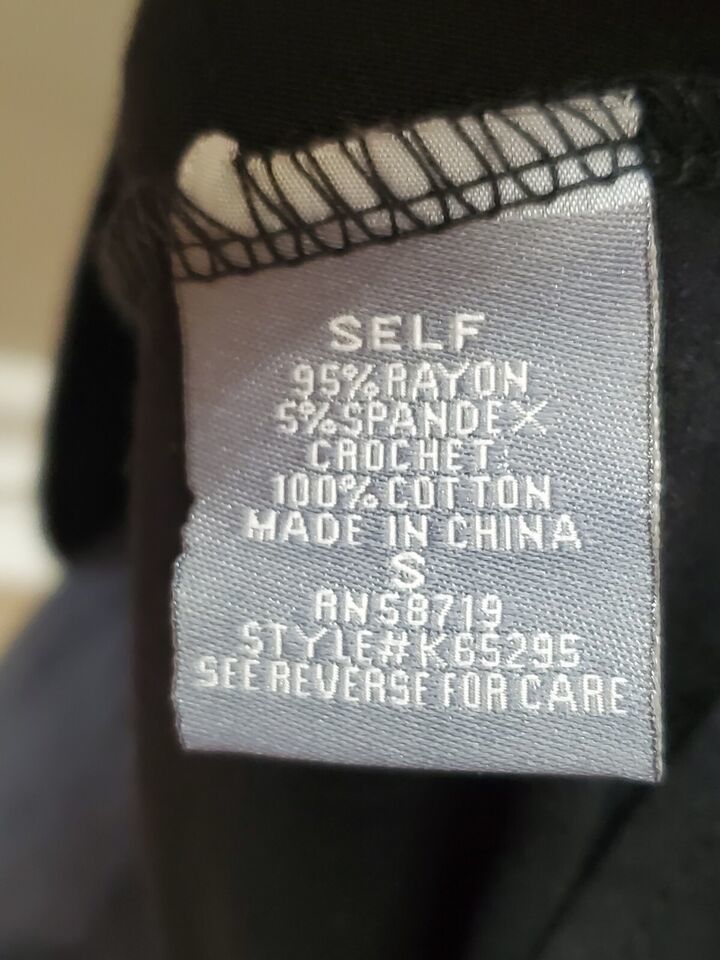 SELF
95% RAYON
5% SPANDEX
CROCHET:
100% COTTON
MADE IN CHINA
S
RN58719
STYLE# K65295
SEE REVERSE FOR CARE